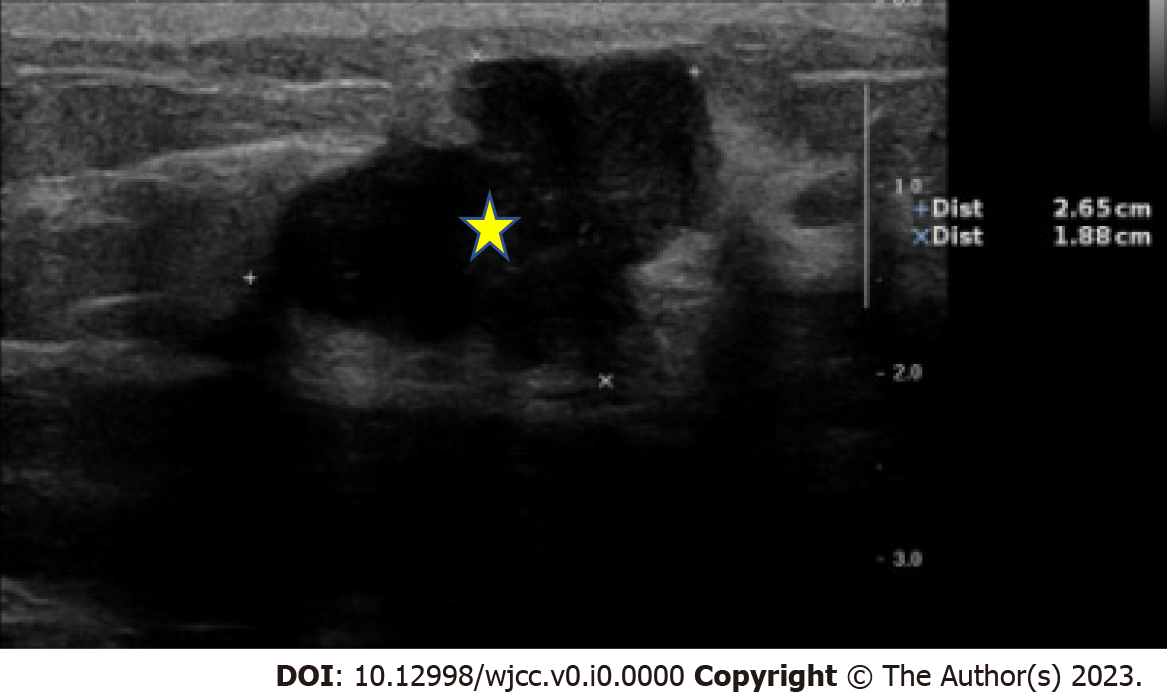 1.0
+Dist 2.65cm
×Dist 1.88cm
2.0
3.0
DOI: 10.12998/wjcc.v0.i0.0000 Copyright © The Author(s) 2023.